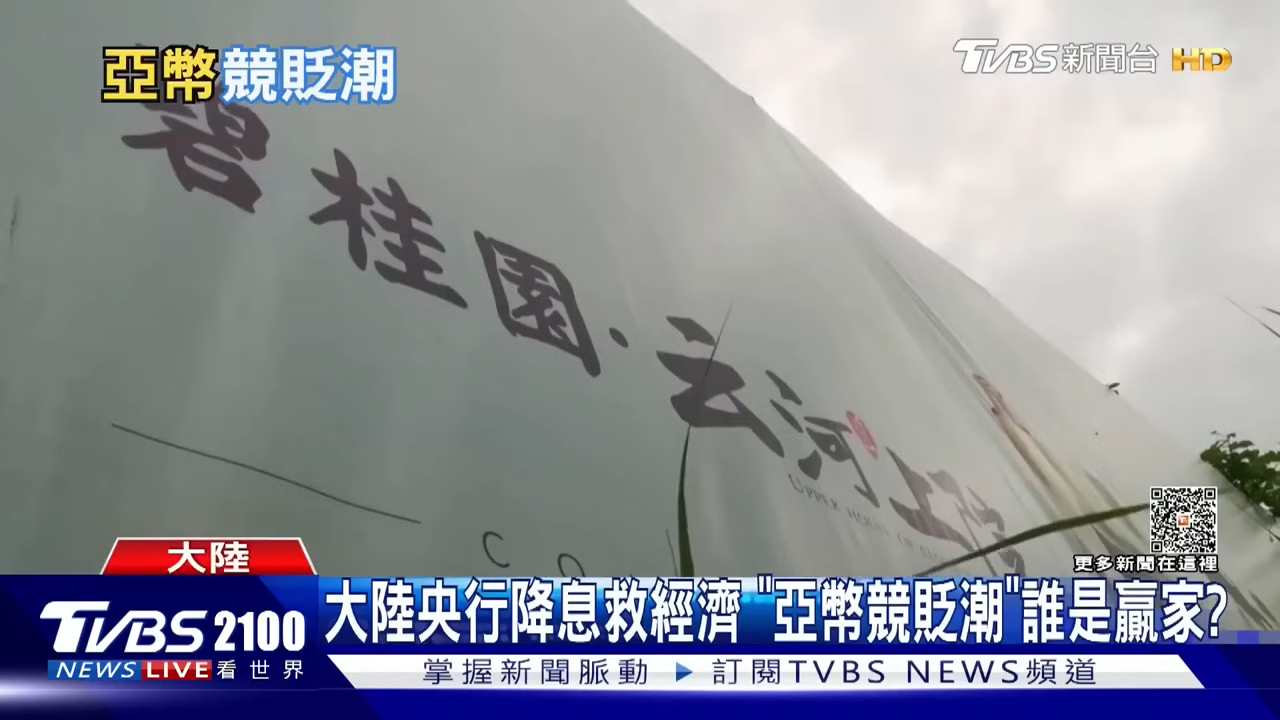 亞幣競貶潮
TVBS新聞台 HD
碧桂園·云河上院
大陸
更多新聞在這裡
大陸央行降息救經濟 "亞幣競貶潮"誰是贏家?
TVBS 2100
NEWS LIVE 看世界
掌握新聞脈動 ▶ 訂閱TVBS NEWS頻道